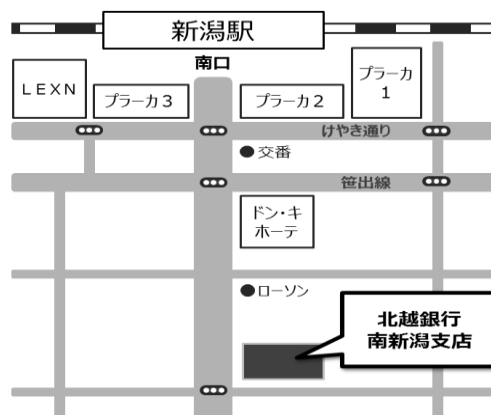 新潟駅
南口
LEXN
プラーカ3
プラーカ2
プラーカ
1
けやき通り
●交番
笹出線
ドン・キ
ホーテ
●ローソン
北越銀行
南新潟支店